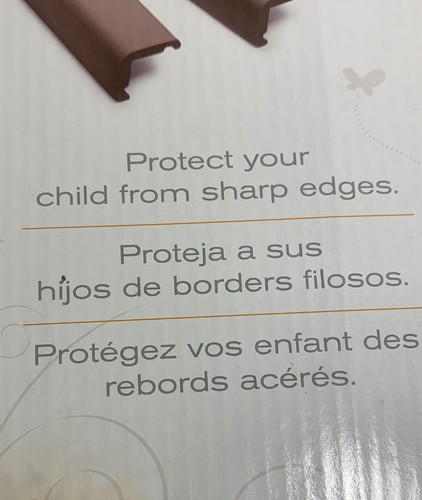 Protect your
child from sharp edges.
Proteja a sus
hijos de borders filosos.
Protégez vos enfant des
rebords acérés.